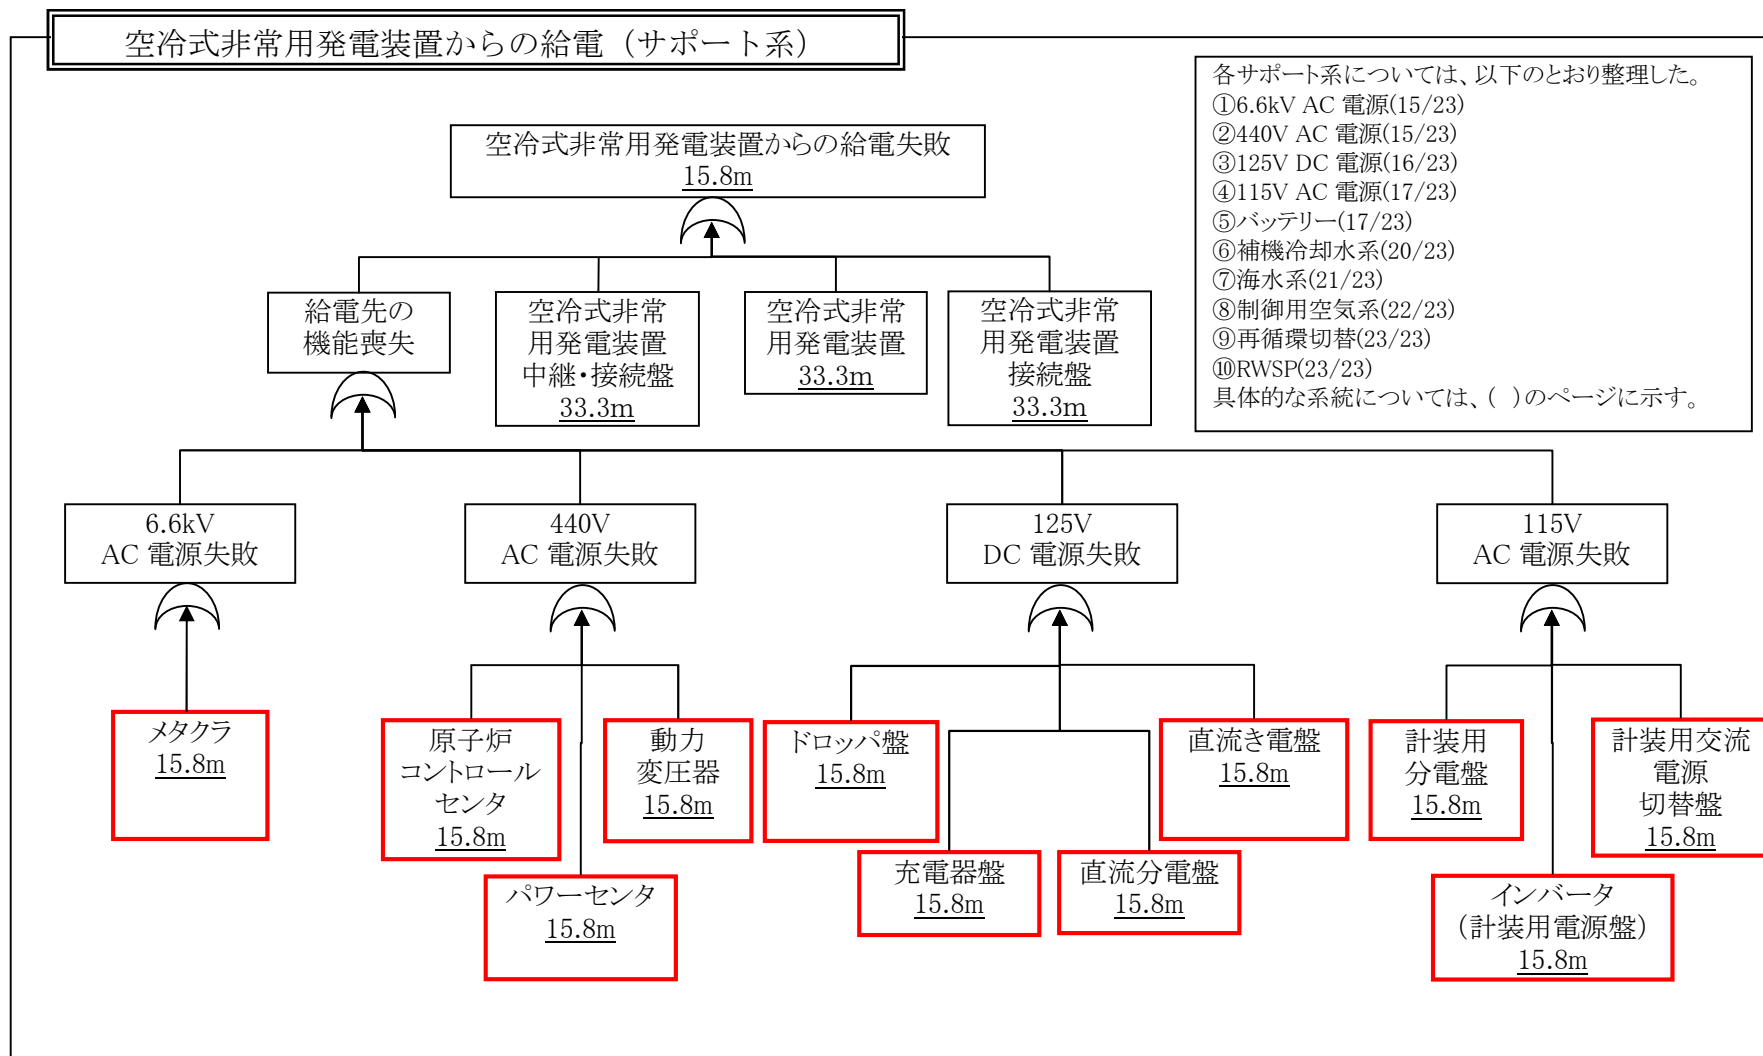 空冷式非常用発電装置からの給電（サポート系）
各サポート系については、以下のとおり整理した。
①6.6kV AC 電源(15/23)
②440V AC 電源(15/23)
③125V DC 電源(16/23)
④115V AC 電源(17/23)
⑤バッテリー(17/23)
⑥補機冷却水系(20/23)
⑦海水系(21/23)
⑧制御用空気系(22/23)
⑨再循環切替(23/23)
⑩RWSP(23/23)
具体的な系統については、( )のページに示す。
空冷式非常用発電装置からの給電失敗
15.8m
給電先の
機能喪失
空冷式非常
用発電装置
中継・接続盤
33.3m
空冷式非常
用発電装置
33.3m
空冷式非常
用発電装置
接続盤
33.3m
6.6kV
AC 電源失敗
440V
AC 電源失敗
125V
DC 電源失敗
115V
AC 電源失敗
メタクラ
15.8m
原子炉
コントロール
センタ
15.8m
動力
変圧器
15.8m
パワーセンタ
15.8m
ドロッパ盤
15.8m
充電器盤
15.8m
直流分電盤
15.8m
直流き電盤
15.8m
計装用
分電盤
15.8m
インバータ
（計装用電源盤）
15.8m
計装用交流
電源
切替盤
15.8m